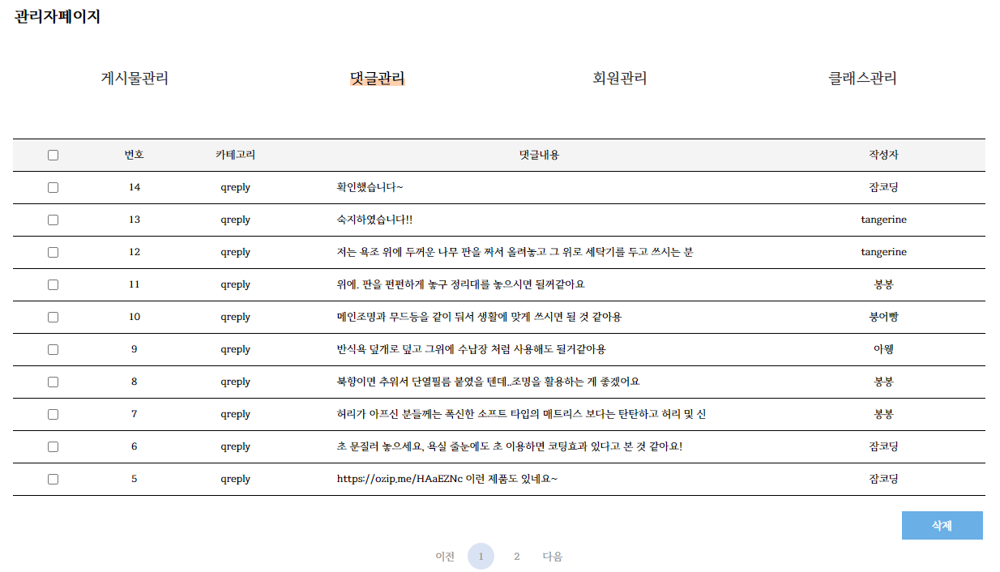 관리자페이지
게시물관리 댓글관리 회원관리 클래스관리
번호 카테고리 댓글내용 작성자
14 qreply 확인했습니다~ 잠코딩
13 qreply 숙지하였습니다!! tangerine
12 qreply 저는 욕조 위에 두꺼운 나무 판을 짜서 올려놓고 그 위로 세탁기를 두고 쓰시는 분 tangerine
11 qreply 위에. 판을 편편하게 놓구 정리대를 놓으시면 될꺼같아요 봉봉
10 qreply 메인조명과 무드등을 같이 둬서 생활에 맞게 쓰시면 될 것 같아용 붕어빵
9 qreply 반식욕 덮개로 덮고 그위에 수납장 처럼 사용해도 될거같아용 아웽
8 qreply 북향이면 추워서 단열필름 붙였을 텐데..조명을 활용하는 게 좋겠어요 봉봉
7 qreply 허리가 아프신 분들께는 폭신한 소프트 타입의 매트리스 보다는 탄탄하고 허리 및 신 봉봉
6 qreply 초 문질러 놓으세요, 욕실 줄눈에도 초 이용하면 코팅효과 있다고 본 것 같아요! 잠코딩
5 qreply https://ozip.me/HAaEZNc 이런 제품도 있네요~ 잠코딩
삭제
이전 1 2 다음